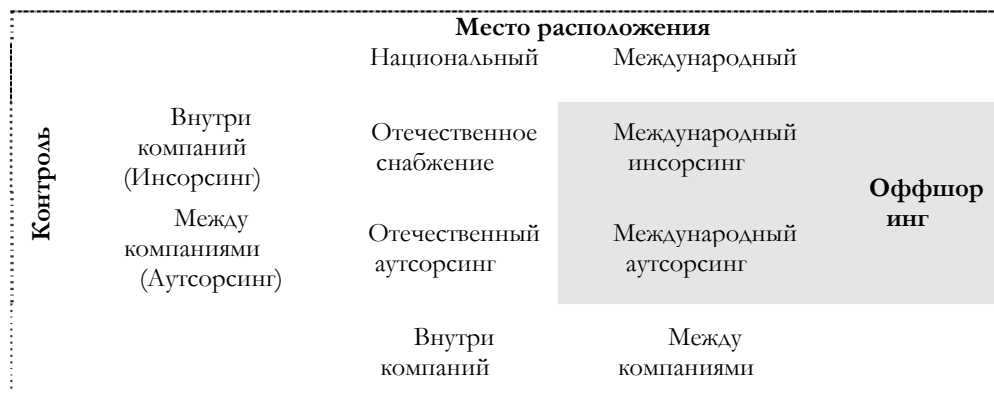 Место расположения
Национальный Международный
Контроль
Внутри
компаний
(Инсорсинг)
Отечественное
снабжение
Международный
инсорсинг
Оффшор
инг
Между
компаниями
(Аутсорсинг)
Отечественный
аутсорсинг
Международный
аутсорсинг
Внутри
компаний
Между
компаниями